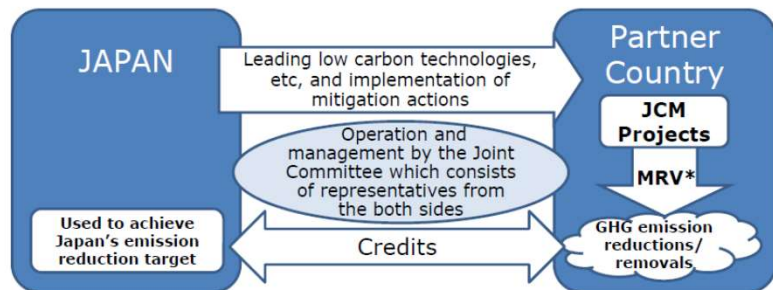 JAPAN
Leading low carbon technologies,
etc, and implementation of
mitigation actions
Partner
Country
JCM
Projects
Operation and
management by the Joint
Committee which consists
of representatives from
the both sides
MRV*
Used to achieve
Japan's emission
reduction target
Credits
GHG emission
reductions/
removals